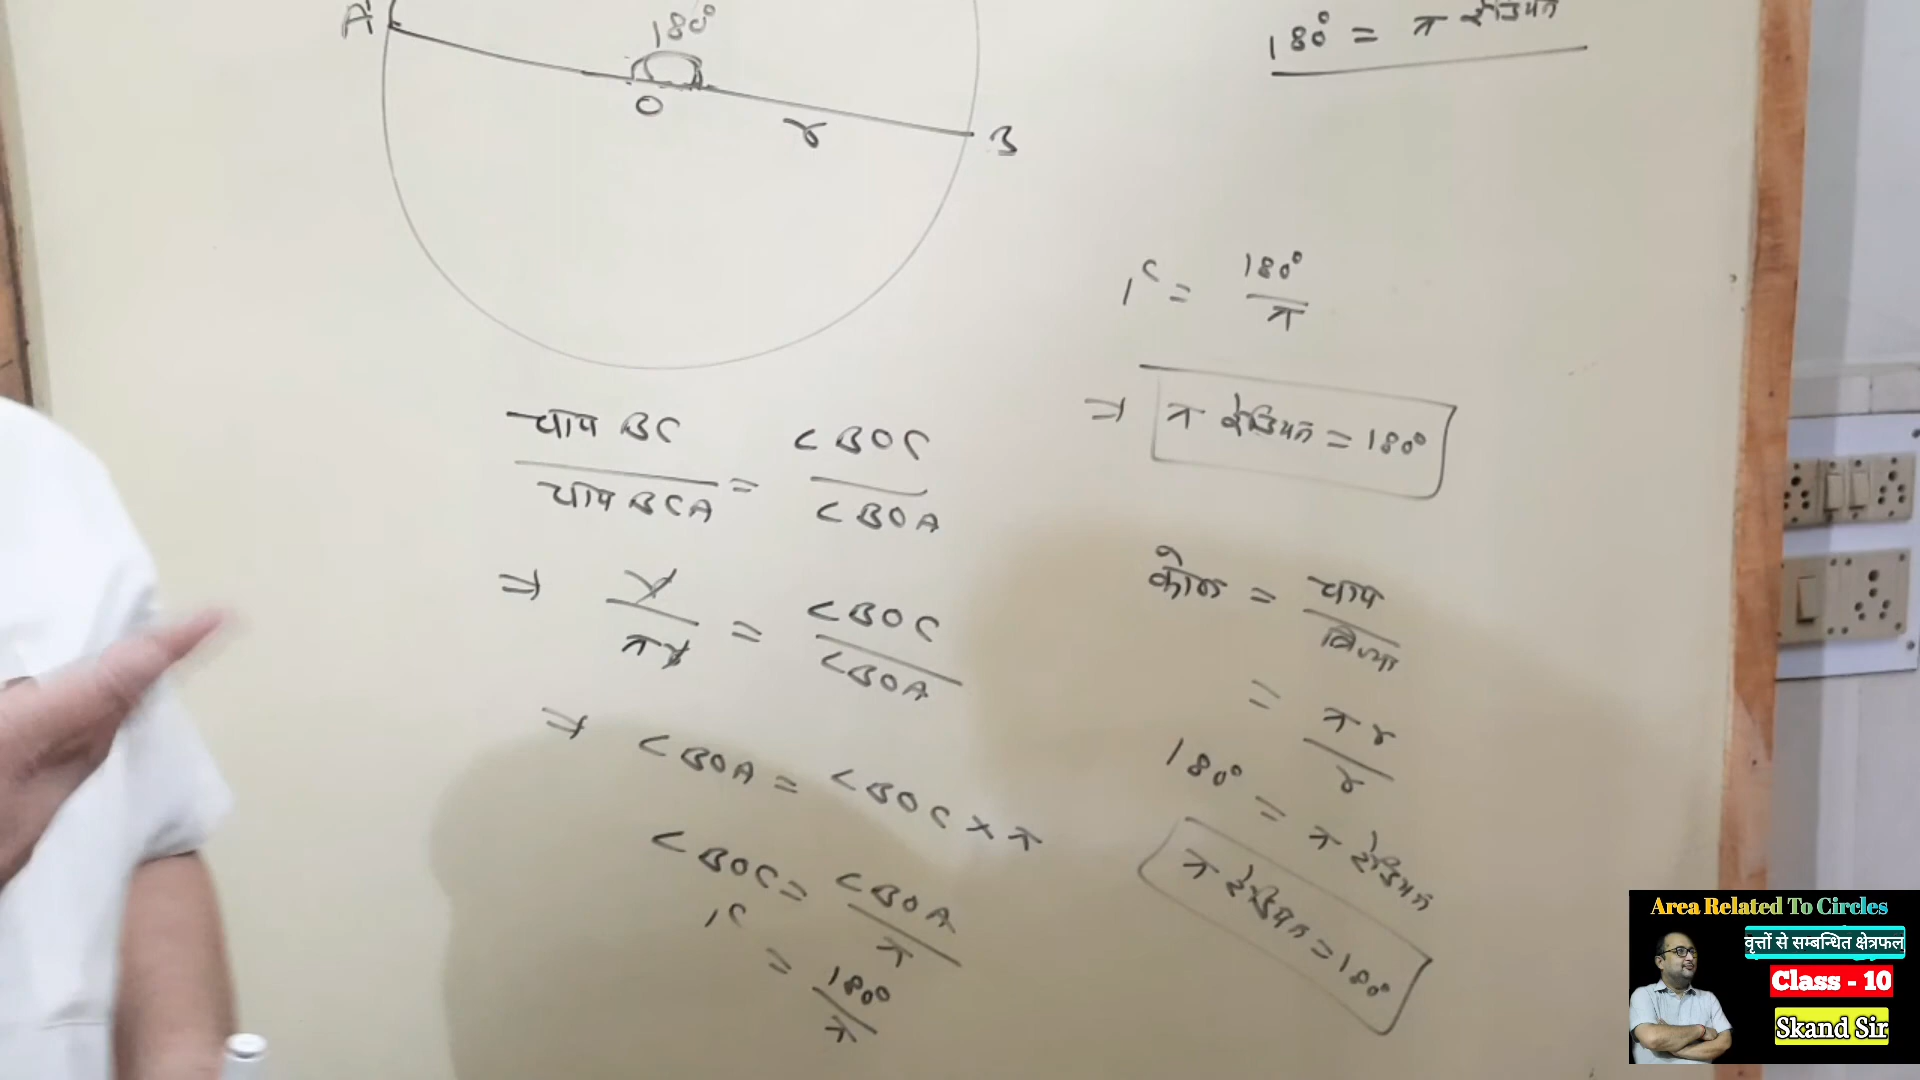 A
180°
O
r
B
180° = π रेडियन
1ᶜ = 180° / π
⇒ π रेडियन = 180°
चाप BC / चाप BCA = ∠BOC / ∠BOA
⇒ r / πr = ∠BOC / ∠BOA
⇒ ∠BOA = ∠BOC × π
∠BOC = ∠BOA / π
1ᶜ = 180° / π
कोण = चाप / त्रिज्या
= πr / r
180° = π रेडियन
π रेडियन = 180°
Area Related To Circles
वृत्तों से सम्बन्धित क्षेत्रफल
Class - 10
Skand Sir